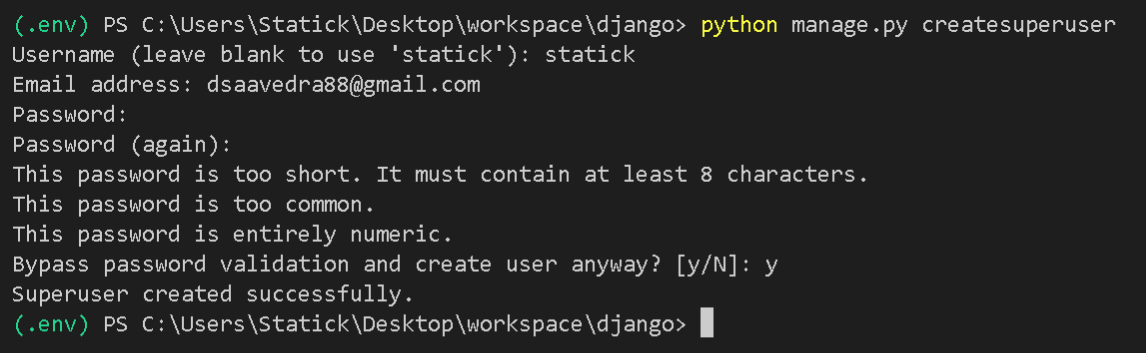 (.env) PS C:\Users\Statick\Desktop\workspace\django> python manage.py createsuperuser
Username (leave blank to use 'statick'): statick
Email address: dsaavedra88@gmail.com
Password:
Password (again):
This password is too short. It must contain at least 8 characters.
This password is too common.
This password is entirely numeric.
Bypass password validation and create user anyway? [y/N]: y
Superuser created successfully.
(.env) PS C:\Users\Statick\Desktop\workspace\django>